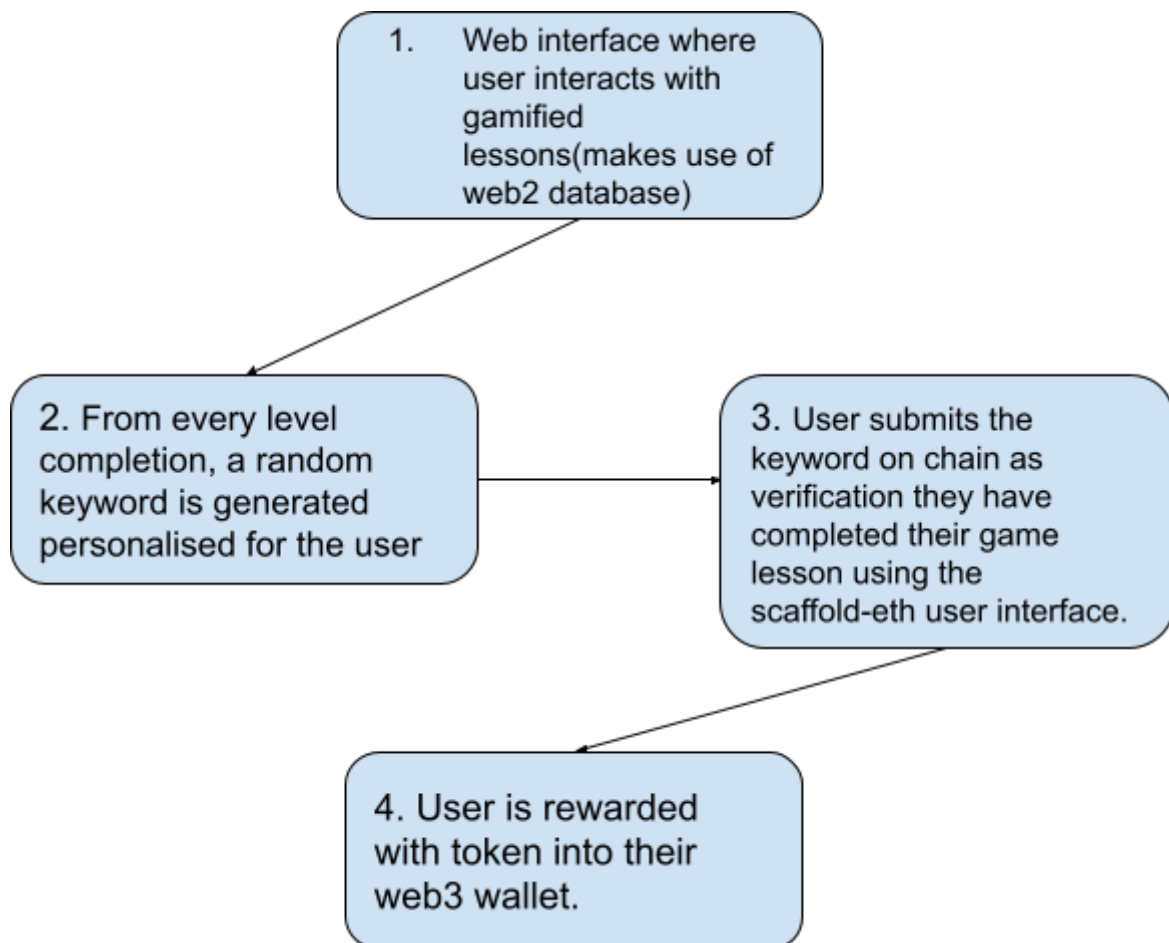 1. Web interface where
user interacts with
gamified
lessons(makes use of
web2 database)
2. From every level
completion, a random
keyword is generated
personalised for the user
3. User submits the
keyword on chain as
verification they have
completed their game
lesson using the
scaffold-eth user interface.
4. User is rewarded
with token into their
web3 wallet.